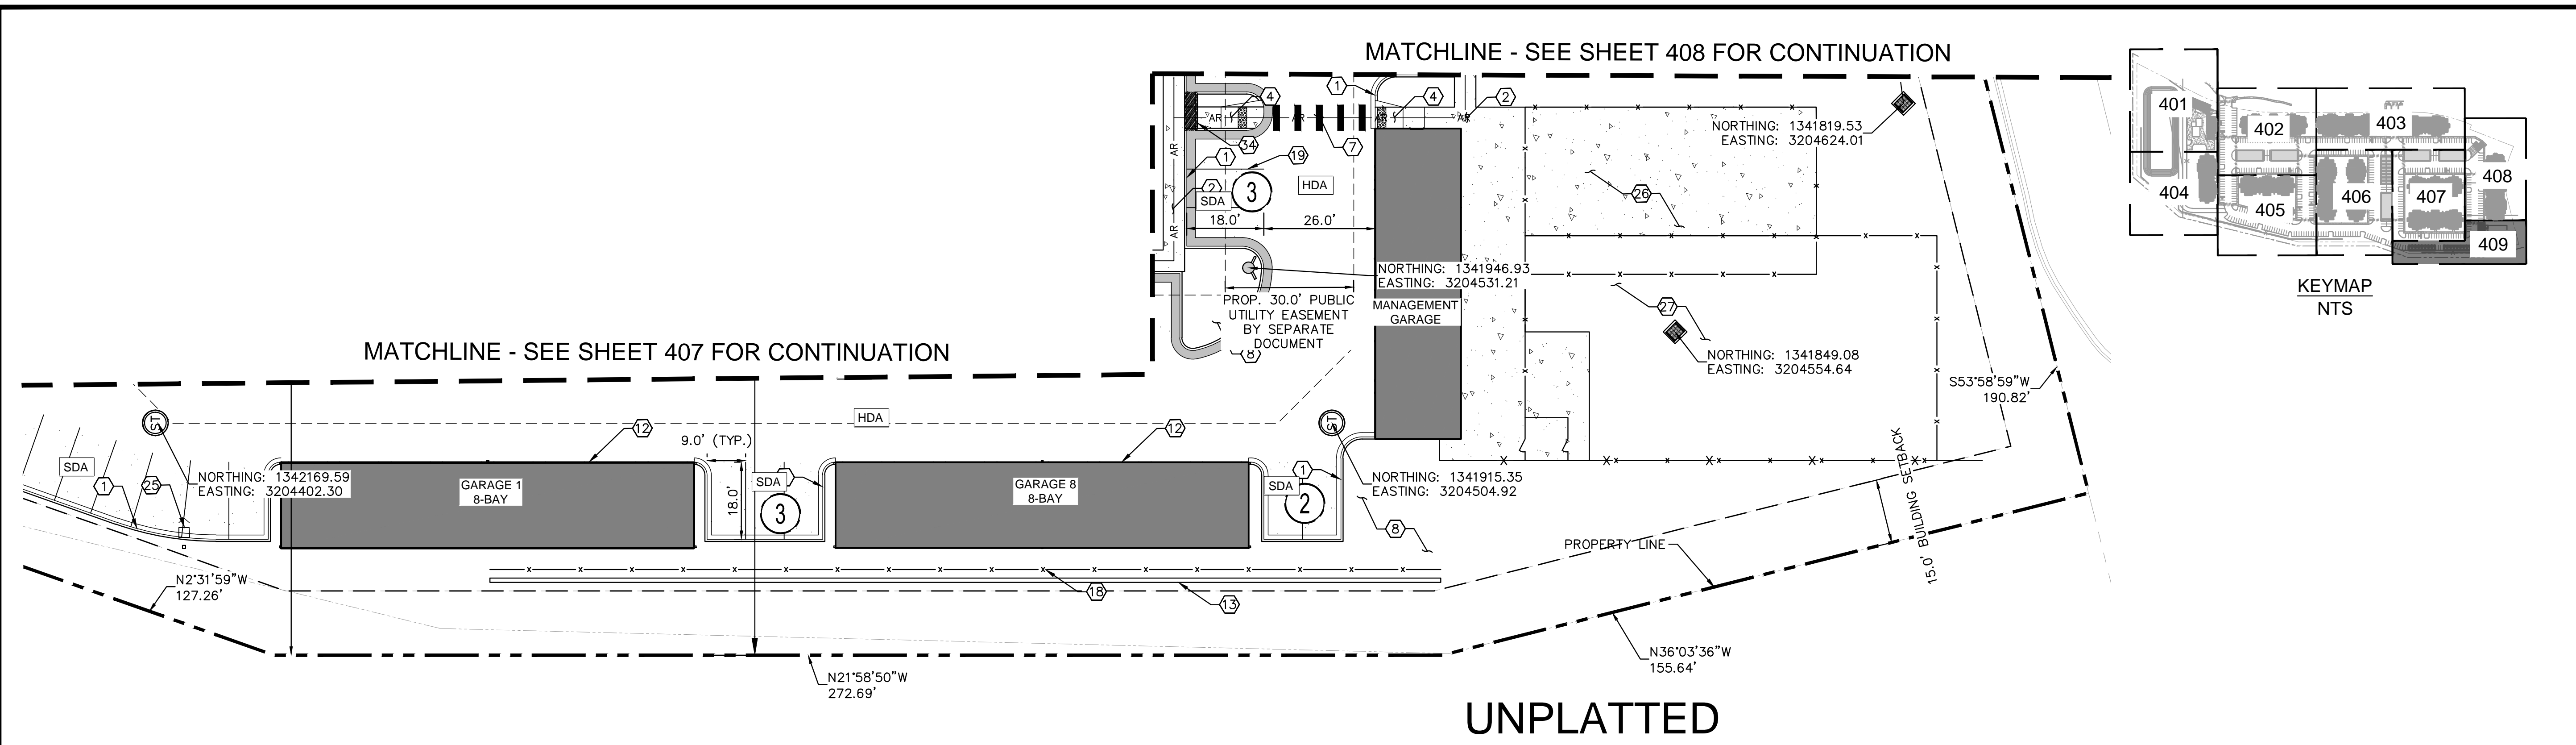 MATCHLINE - SEE SHEET 408 FOR CONTINUATION
1
4
4
2
AR
AR
AR
AR
34
7
1
19
AR
2
3
HDA
SDA
18.0'
26.0'
AR
NORTHING: 1341819.53
EASTING: 3204624.01
26
NORTHING: 1341946.93
EASTING: 3204531.21
PROP. 30.0' PUBLIC
UTILITY EASEMENT
BY SEPARATE
DOCUMENT
8
MANAGEMENT
GARAGE
27
NORTHING: 1341849.08
EASTING: 3204554.64
S53°58'59"W
190.82'
401
402
403
404
405
406
407
408
409
KEYMAP
NTS
MATCHLINE - SEE SHEET 407 FOR CONTINUATION
ST
HDA
ST
12
9.0' (TYP.)
12
SDA
1
25
NORTHING: 1342169.59
EASTING: 3204402.30
GARAGE 1
8-BAY
18.0'
SDA
3
GARAGE 8
8-BAY
SDA
1
2
NORTHING: 1341915.35
EASTING: 3204504.92
8
PROPERTY LINE
15.0' BUILDING SETBACK
N2°31'59"W
127.26'
18
13
N21°58'50"W
272.69'
N36°03'36"W
155.64'
UNPLATTED